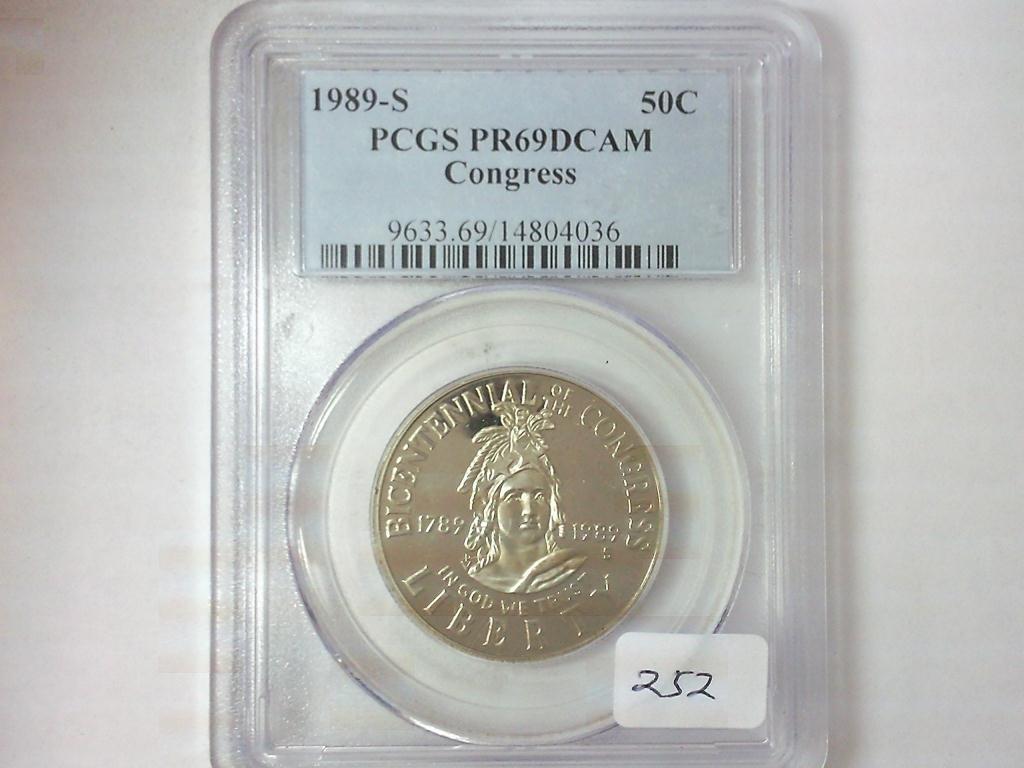 1989-S 50C
PCGS PR69DCAM
Congress
9633.69/14804036
BICENTENNIAL OF THE CONGRESS
1789 1989
S
IN GOD WE TRUST
LIBERTY
252